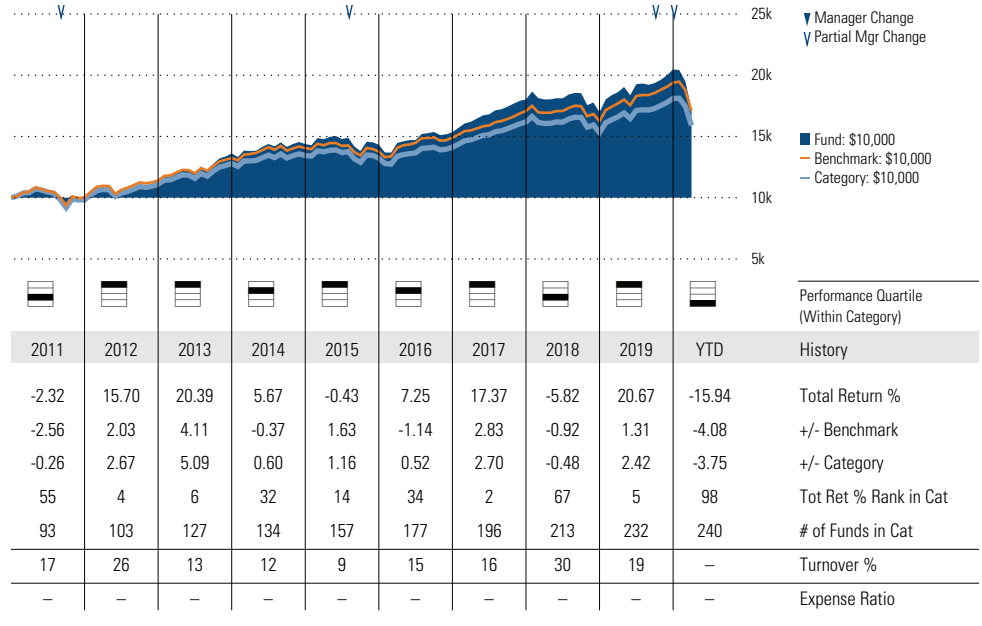 25k
Manager Change
Partial Mgr Change
20k
15k
Fund: $10,000
Benchmark: $10,000
Category: $10,000
10k
5k
Performance Quartile
(Within Category)
2011 2012 2013 2014 2015 2016 2017 2018 2019 YTD History
-2.32 15.70 20.39 5.67 -0.43 7.25 17.37 -5.82 20.67 -15.94 Total Return %
-2.56 2.03 4.11 -0.37 1.63 -1.14 2.83 -0.92 1.31 -4.08 +/- Benchmark
-0.26 2.67 5.09 0.60 1.16 0.52 2.70 -0.48 2.42 -3.75 +/- Category
55 4 6 32 14 34 2 67 5 98 Tot Ret % Rank in Cat
93 103 127 134 157 177 196 213 232 240 # of Funds in Cat
17 26 13 12 9 15 16 30 19 – Turnover %
– – – – – – – – – – Expense Ratio